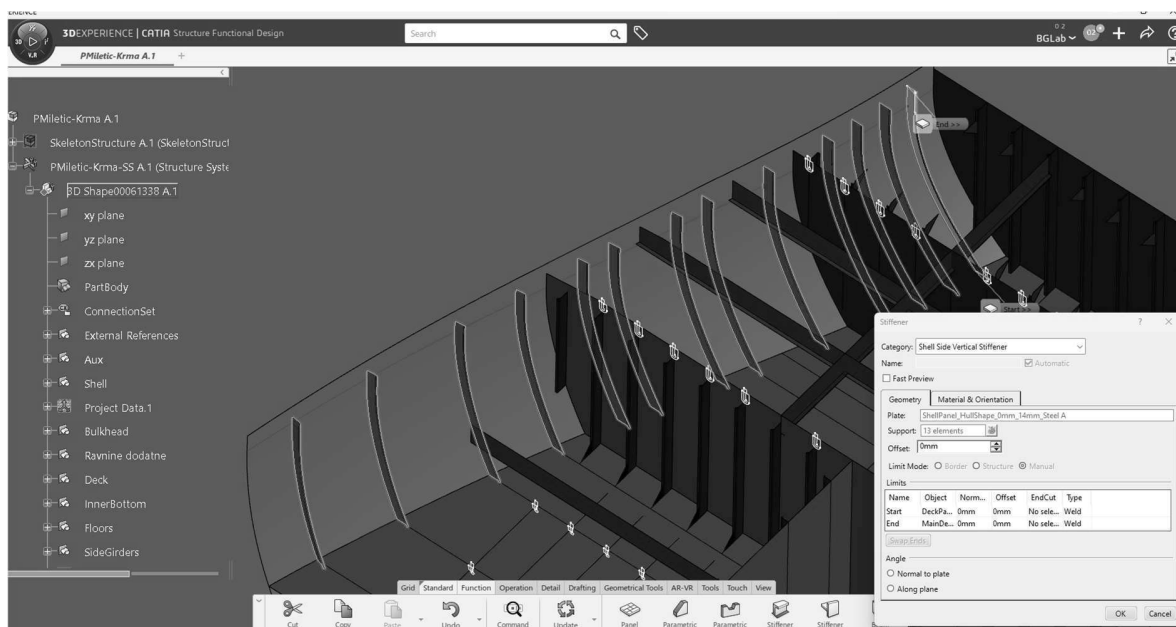 ERIENCE
3DEXPERIENCE | CATIA Structure Functional Design
Search
BGLab
3D
V.R
PMiletic-Krma A.1
PMiletic-Krma A.1
SkeletonStructure A.1 (SkeletonStruct
PMiletic-Krma-SS A.1 (Structure Syste
3D Shape00061338 A.1
xy plane
yz plane
zx plane
PartBody
ConnectionSet
External References
Aux
Shell
Project Data.1
Bulkhead
Ravnine dodatne
Deck
InnerBottom
Floors
SideGirders
End >>
Start >>
Stiffener
Category: Shell Side Vertical Stiffener
Name: Automatic
Fast Preview
Geometry Material & Orientation
Plate: ShellPanel_HullShape_0mm_14mm_Steel A
Support: 13 elements
Offset: 0mm
Limit Mode: Border Structure Manual
Limits
Name Object Norm... Offset EndCut Type
Start DeckPa... 0mm 0mm No sele... Weld
End MainDe... 0mm 0mm No sele... Weld
Swap Ends
Angle
Normal to plate
Along plane
OK Cancel
Grid Standard Function Operation Detail Drafting Geometrical Tools AR-VR Tools Touch View
Cut Copy Paste Undo Command Update Panel Parametric Parametric Stiffener Stiffener